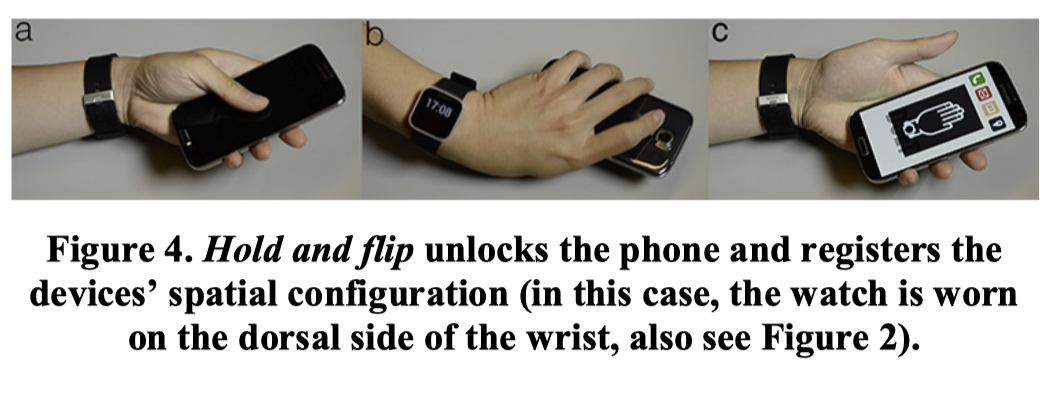 a
b
c
17:08
Figure 4. Hold and flip unlocks the phone and registers the
devices’ spatial configuration (in this case, the watch is worn
on the dorsal side of the wrist, also see Figure 2).